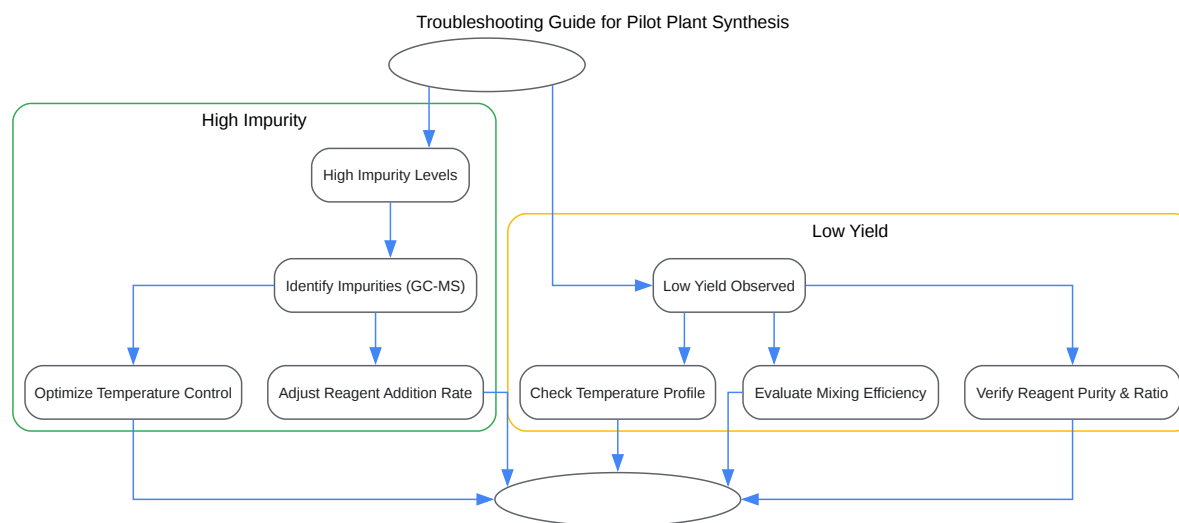 Troubleshooting Guide for Pilot Plant Synthesis
High Impurity
High Impurity Levels
Identify Impurities (GC-MS)
Optimize Temperature Control
Adjust Reagent Addition Rate
Low Yield
Low Yield Observed
Check Temperature Profile
Evaluate Mixing Efficiency
Verify Reagent Purity & Ratio